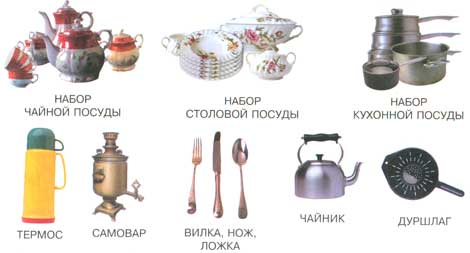 НАБОР
ЧАЙНОЙ ПОСУДЫ
НАБОР
СТОЛОВОЙ ПОСУДЫ
НАБОР
КУХОННОЙ ПОСУДЫ
ТЕРМОС
САМОВАР
ВИЛКА, НОЖ,
ЛОЖКА
ЧАЙНИК
ДУРШЛАГ